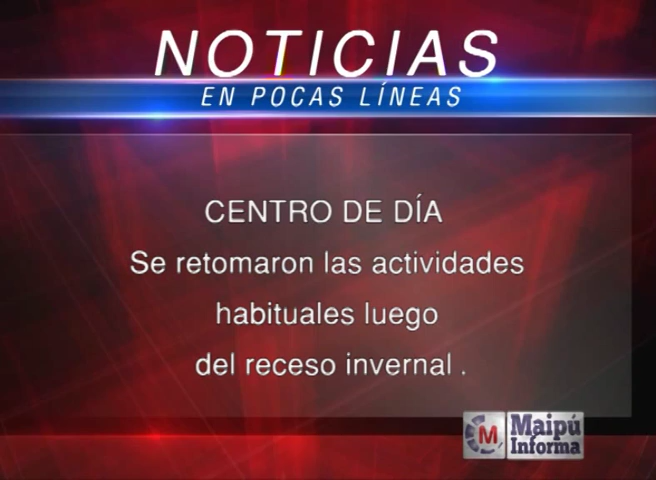 NOTICIAS
EN POCAS LÍNEAS
CENTRO DE DÍA
Se retomaron las actividades
habituales luego
del receso invernal .
M Maipú
Informa